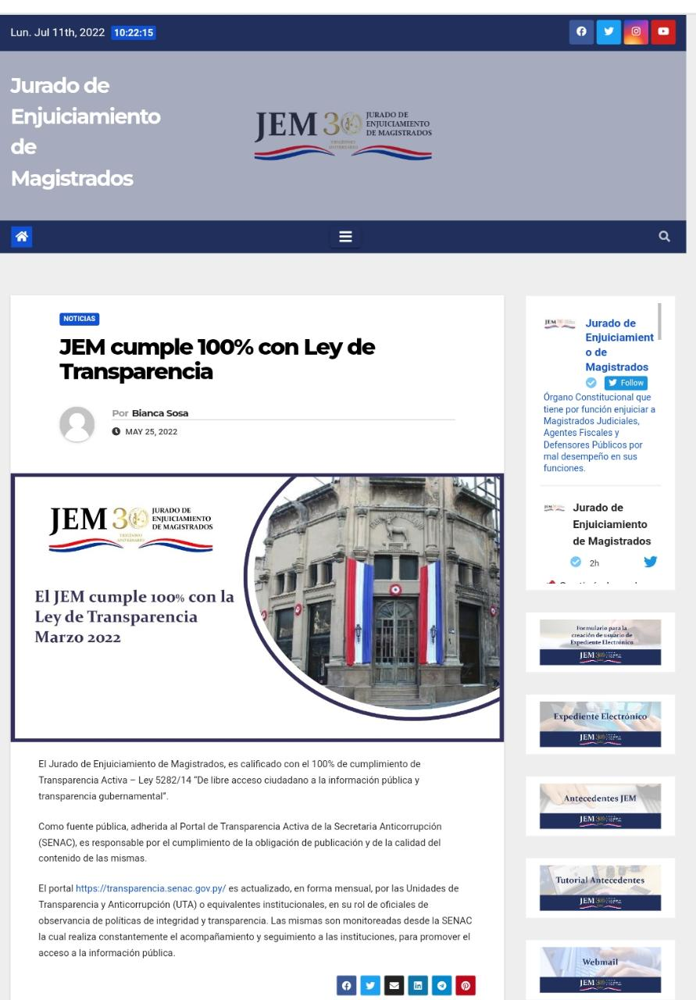 Lun. Jul 11th, 2022 10:22:15
Jurado de
Enjuiciamiento
de
Magistrados
JEM 30 JURADO DE
ENJUICIAMIENTO
DE MAGISTRADOS
TRIGÉSIMO
ANIVERSARIO
NOTICIAS
JEM cumple 100% con Ley de
Transparencia
Por Bianca Sosa
MAY 25, 2022
JEM 30 JURADO DE
ENJUICIAMIENTO
DE MAGISTRADOS
TRIGÉSIMO
ANIVERSARIO
El JEM cumple 100% con la
Ley de Transparencia
Marzo 2022
El Jurado de Enjuiciamiento de Magistrados, es calificado con el 100% de cumplimiento de
Transparencia Activa – Ley 5282/14 “De libre acceso ciudadano a la información pública y
transparencia gubernamental”.
Como fuente pública, adherida al Portal de Transparencia Activa de la Secretaria Anticorrupción
(SENAC), es responsable por el cumplimiento de la obligación de publicación y de la calidad del
contenido de las mismas.
El portal https://transparencia.senac.gov.py/ es actualizado, en forma mensual, por las Unidades de
Transparencia y Anticorrupción (UTA) o equivalentes institucionales, en su rol de oficiales de
observancia de políticas de integridad y transparencia. Las mismas son monitoreadas desde la SENAC
la cual realiza constantemente el acompañamiento y seguimiento a las instituciones, para promover el
acceso a la información pública.
Jurado de
Enjuiciamient
o de
Magistrados
Follow
Órgano Constitucional que
tiene por función enjuiciar a
Magistrados Judiciales,
Agentes Fiscales y
Defensores Públicos por
mal desempeño en sus
funciones.
Jurado de
Enjuiciamiento
de Magistrados
2h
Formulario para la
creación de usuario de
Expediente Electrónico
JEM
Expediente Electrónico
JEM
Antecedentes JEM
JEM
Tutorial Antecedentes
JEM
Webmail
JEM